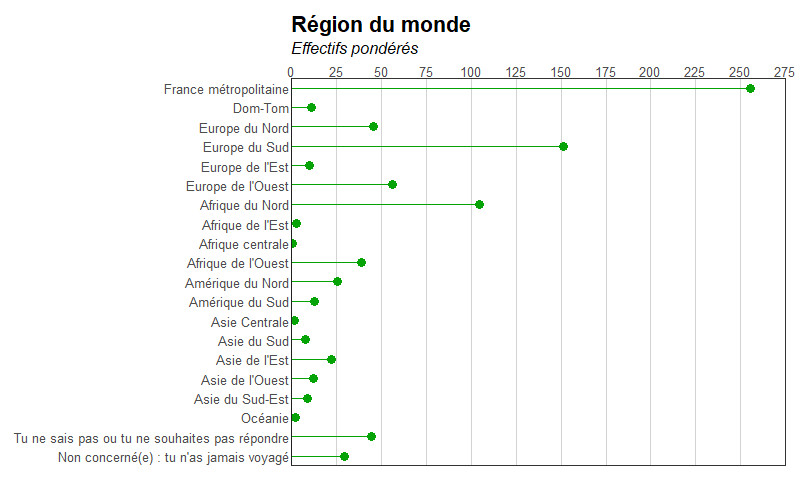 Région du monde
Effectifs pondérés
0 25 50 75 100 125 150 175 200 225 250 275
France métropolitaine
Dom-Tom
Europe du Nord
Europe du Sud
Europe de l'Est
Europe de l'Ouest
Afrique du Nord
Afrique de l'Est
Afrique centrale
Afrique de l'Ouest
Amérique du Nord
Amérique du Sud
Asie Centrale
Asie du Sud
Asie de l'Est
Asie de l'Ouest
Asie du Sud-Est
Océanie
Tu ne sais pas ou tu ne souhaites pas répondre
Non concerné(e) : tu n'as jamais voyagé